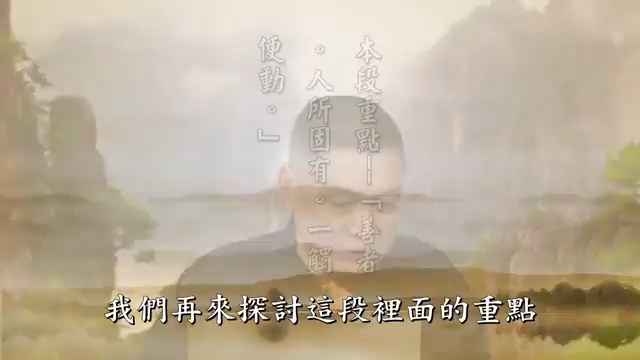 本段重點—「善者
。人所固有。一觸
便動。」
我們再來探討這段裡面的重點